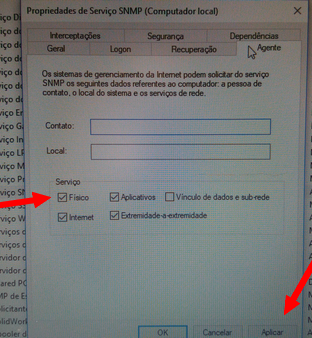 Propriedades de Serviço SNMP (Computador local)
Interceptações Segurança Dependências
Geral Logon Recuperação Agente
Os sistemas de gerenciamento da Internet podem solicitar do serviço
SNMP os seguintes dados referentes ao computador: a pessoa de
contato, o local do sistema e os serviços de rede.
Contato:
Local:
Serviço
Físico Aplicativos Vínculo de dados e sub-rede
Internet Extremidade-a-extremidade
OK Cancelar Aplicar